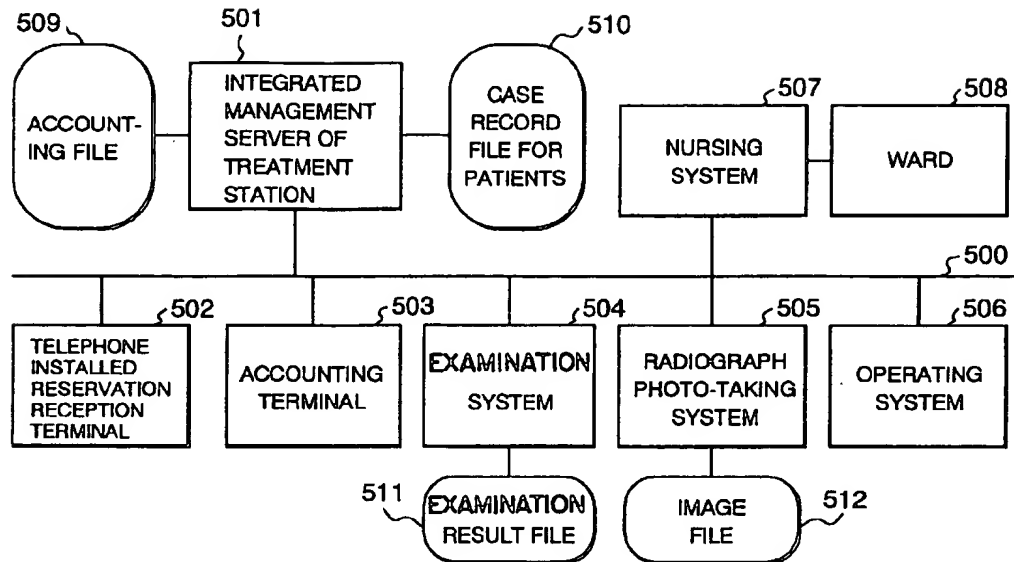 509
501
510
INTEGRATED
MANAGEMENT
SERVER OF
TREATMENT
STATION
ACCOUNT-
ING FILE
CASE
RECORD
FILE FOR
PATIENTS
507
508
NURSING
SYSTEM
WARD
500
502
503
504
505
506
TELEPHONE
INSTALLED
RESERVATION
RECEPTION
TERMINAL
ACCOUNTING
TERMINAL
EXAMINATION
SYSTEM
RADIOGRAPH
PHOTO-TAKING
SYSTEM
OPERATING
SYSTEM
511
EXAMINATION
RESULT FILE
IMAGE
FILE
512